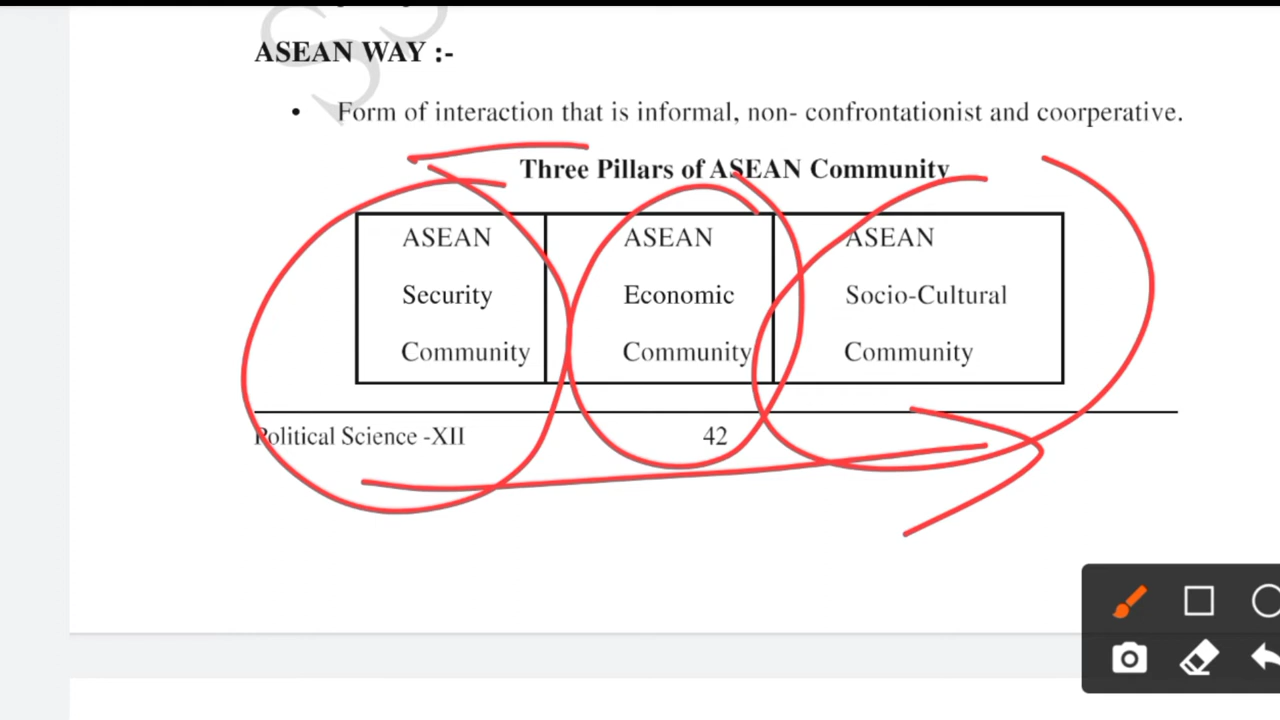 ASEAN WAY :-
• Form of interaction that is informal, non- confrontationist and coorperative.
Three Pillars of ASEAN Community
ASEAN Security Community
ASEAN Economic Community
ASEAN Socio-Cultural Community
Political Science -XII 42